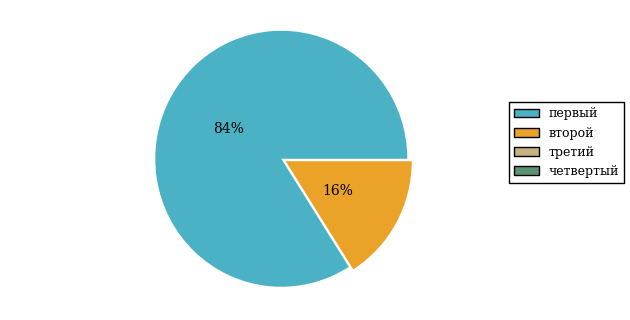 84%
16%
первый
второй
третий
четвертый